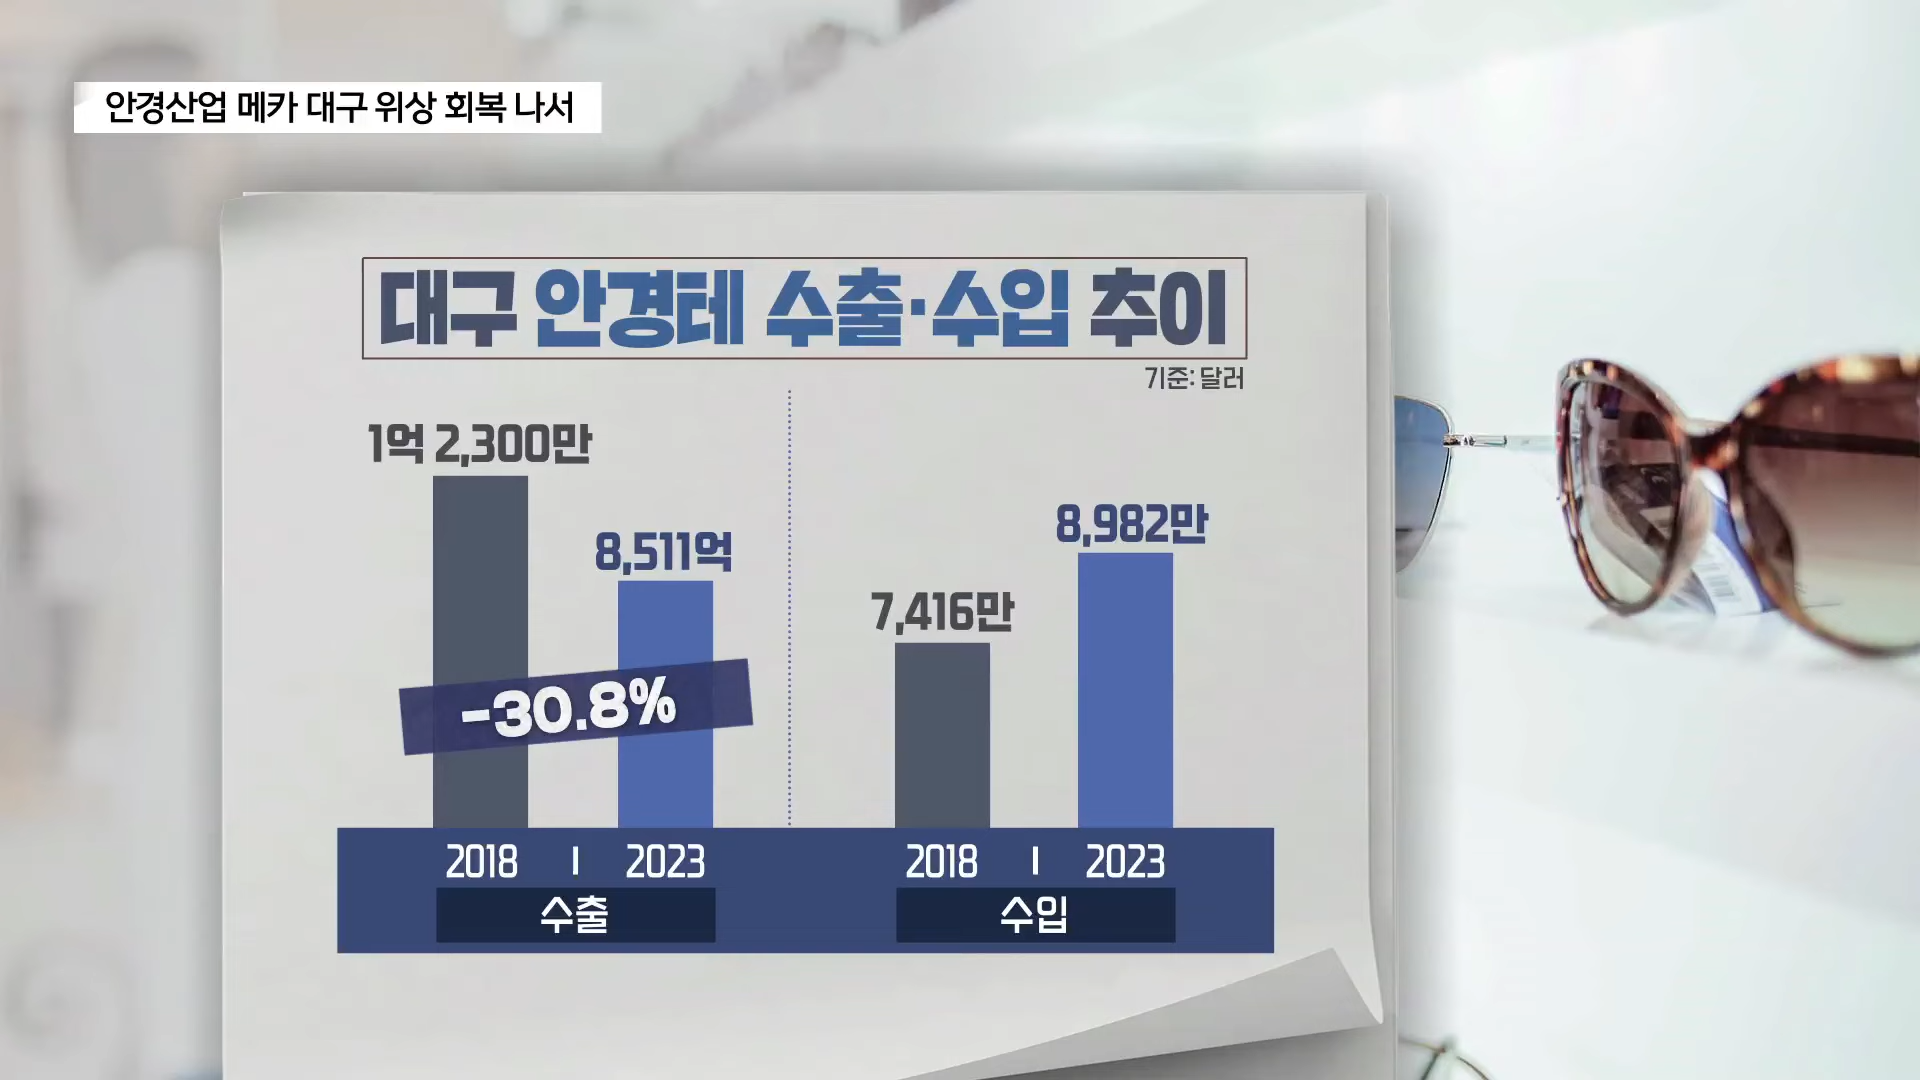 안경산업 메카 대구 위상 회복 나서
대구 안경테 수출·수입 추이
기준: 달러
1억 2,300만
8,511억
-30.8%
2018 | 2023
수출
7,416만
8,982만
2018 | 2023
수입